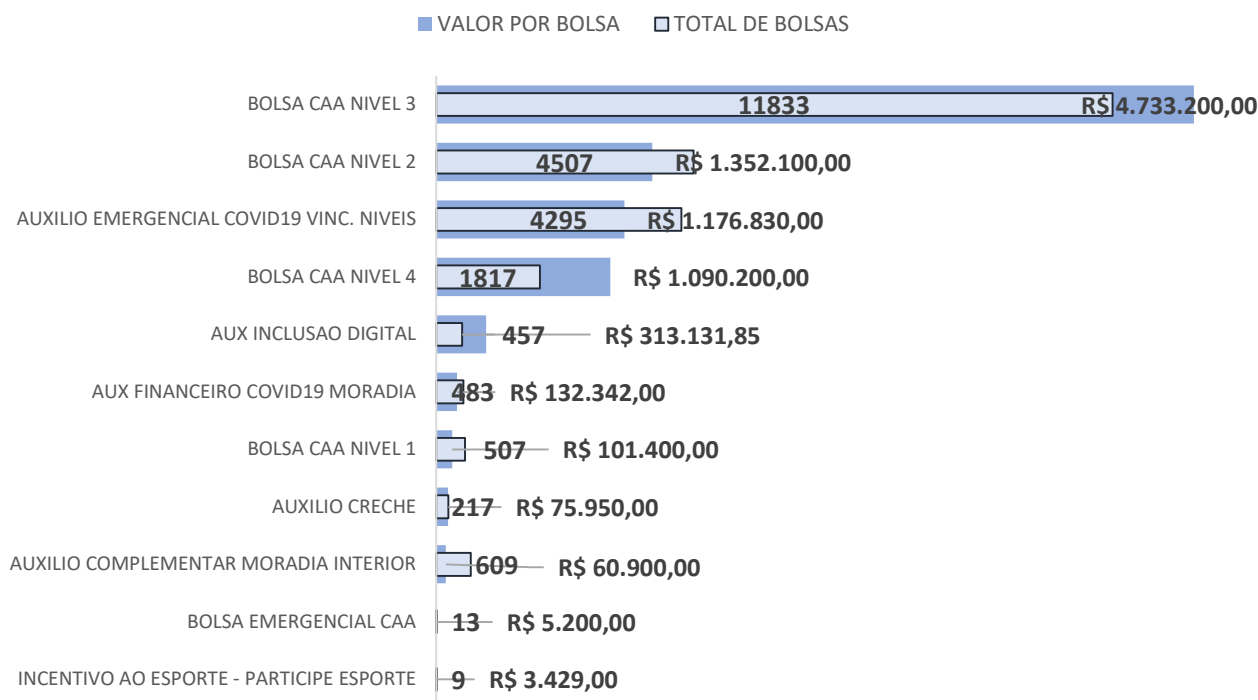 VALOR POR BOLSA TOTAL DE BOLSAS
BOLSA CAA NIVEL 3 11833 R$ 4.733.200,00
BOLSA CAA NIVEL 2 4507 R$ 1.352.100,00
AUXILIO EMERGENCIAL COVID19 VINC. NIVEIS 4295 R$ 1.176.830,00
BOLSA CAA NIVEL 4 1817 R$ 1.090.200,00
AUX INCLUSAO DIGITAL 457 R$ 313.131,85
AUX FINANCEIRO COVID19 MORADIA 483 R$ 132.342,00
BOLSA CAA NIVEL 1 507 R$ 101.400,00
AUXILIO CRECHE 217 R$ 75.950,00
AUXILIO COMPLEMENTAR MORADIA INTERIOR 609 R$ 60.900,00
BOLSA EMERGENCIAL CAA 13 R$ 5.200,00
INCENTIVO AO ESPORTE - PARTICIPE ESPORTE 9 R$ 3.429,00